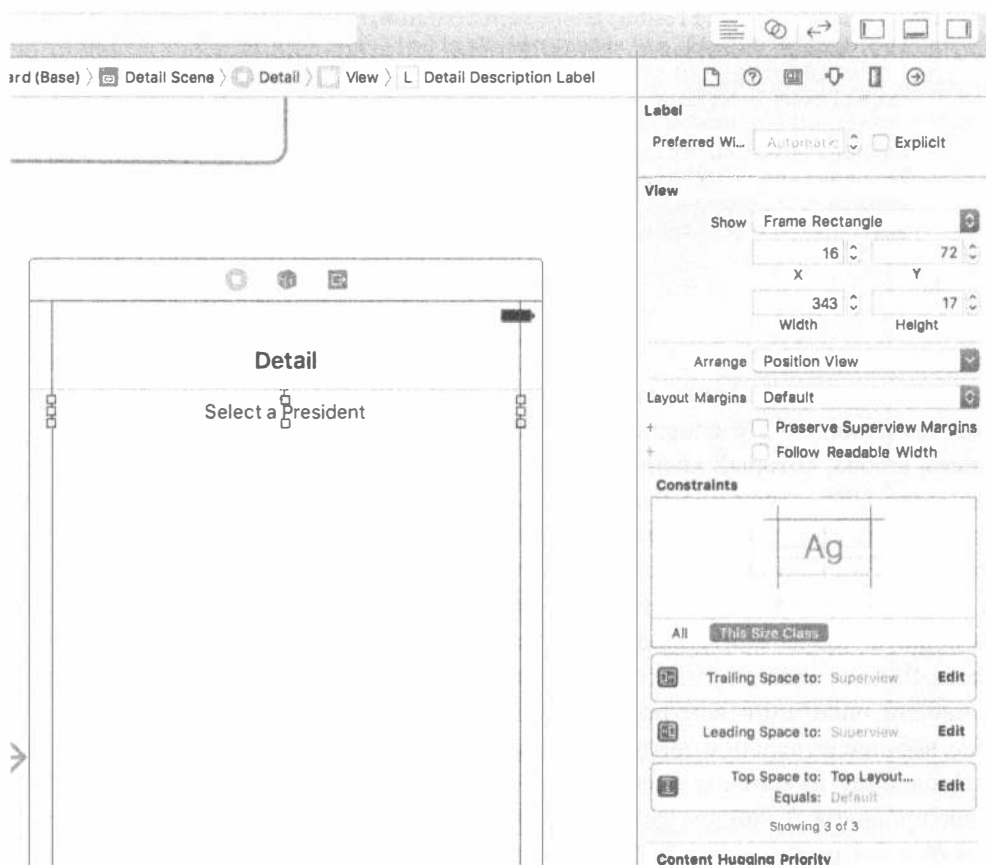 ard (Base) 〉 Detail Scene 〉 Detail 〉 View 〉 L Detail Description Label
Label
Preferred Wi... Automatic Explicit
View
Show Frame Rectangle
16 72
X Y
343 17
Width Height
Arrange Position View
Layout Margins Default
+ Preserve Superview Margins
+ Follow Readable Width
Constraints
Ag
All This Size Class
Trailing Space to: Superview Edit
Leading Space to: Superview Edit
Top Space to: Top Layout... Edit
Equals: Default
Showing 3 of 3
Content Hugging Priority
Detail
Select a President